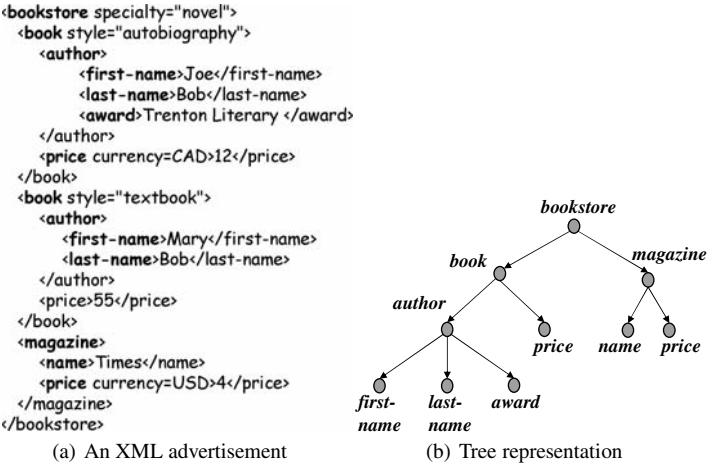 <bookstore specialty="novel">
<book style="autobiography">
<author>
<first-name>Joe</first-name>
<last-name>Bob</last-name>
<award>Trenton Literary </award>
</author>
<price currency=CAD>12</price>
</book>
<book style="textbook">
<author>
<first-name>Mary</first-name>
<last-name>Bob</last-name>
</author>
<price>55</price>
</book>
<magazine>
<name>Times</name>
<price currency=USD>4</price>
</magazine>
</bookstore>
(a) An XML advertisement
bookstore
book
magazine
author
price
name
price
first-
name
last-
name
award
(b) Tree representation